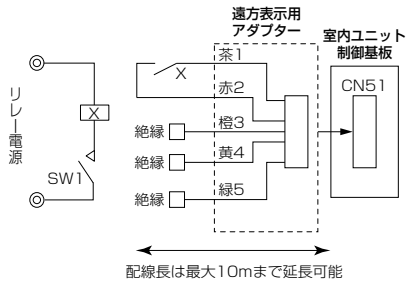 遠方表示用
アダプター
室内ユニット
制御基板
茶1
X
赤2
CN51
リレー電源
X
絶縁
橙3
絶縁
黄4
SW1
絶縁
緑5
配線長は最大10mまで延長可能